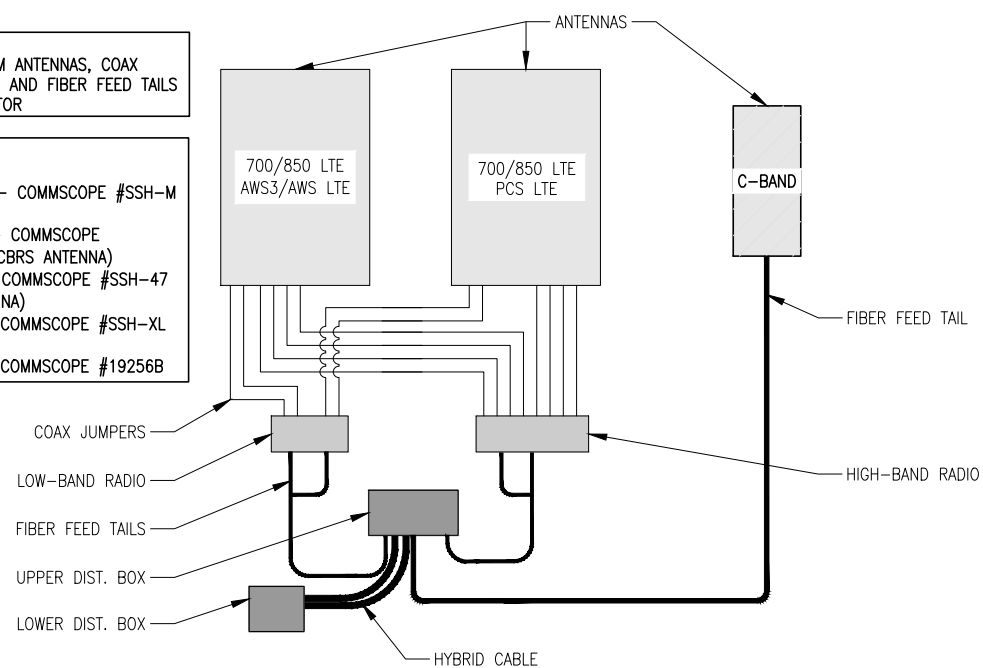 M ANTENNAS, COAX
AND FIBER FEED TAILS
TOR
– COMMSCOPE #SSH–M
COMMSCOPE
CBRS ANTENNA)
COMMSCOPE #SSH–47
NA)
COMMSCOPE #SSH–XL
COMMSCOPE #19256B
ANTENNAS
700/850 LTE
AWS3/AWS LTE
700/850 LTE
PCS LTE
C–BAND
FIBER FEED TAIL
COAX JUMPERS
LOW–BAND RADIO
HIGH–BAND RADIO
FIBER FEED TAILS
UPPER DIST. BOX
LOWER DIST. BOX
HYBRID CABLE